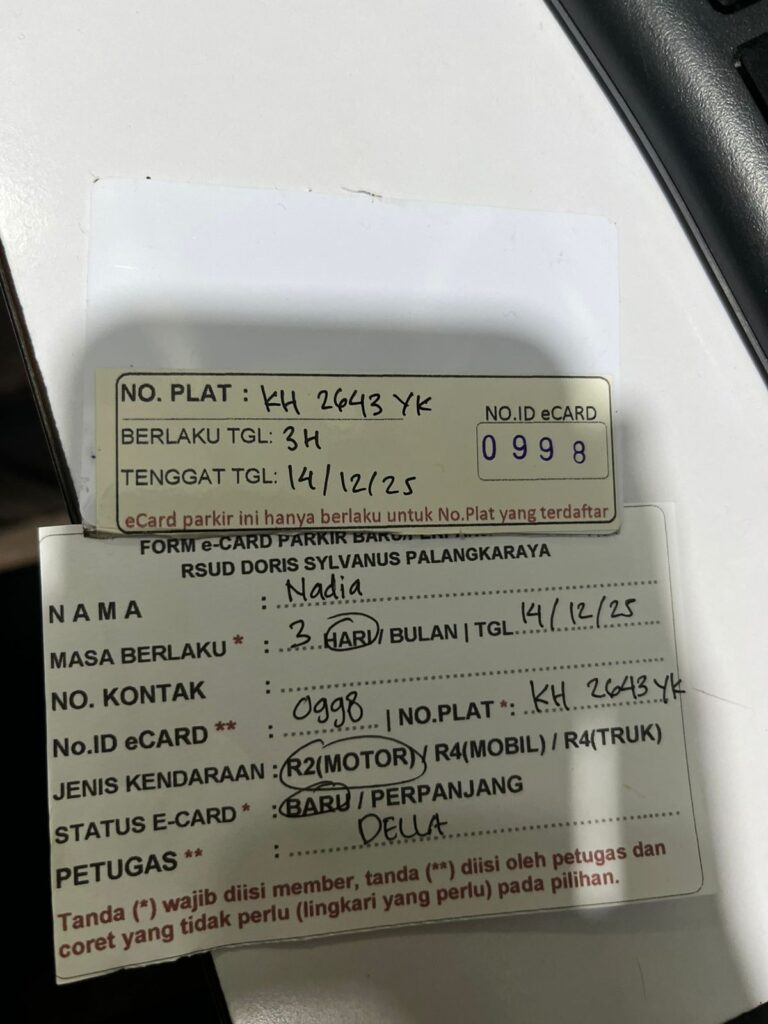 NO. PLAT : KH 2643 YK
NO.ID eCARD
BERLAKU TGL: 3H
0998
TENGGAT TGL: 14/12/25
eCard parkir ini hanya berlaku untuk No.Plat yang terdaftar
FORM e-CARD PARKIR
RSUD DORIS SYLVANUS PALANGKARAYA
NAMA : Nadia
MASA BERLAKU * : 3 HARI / BULAN | TGL 14/12/25
NO. KONTAK :
No.ID eCARD ** : 0998 | NO.PLAT *: KH 2643 YK
JENIS KENDARAAN : R2(MOTOR) / R4(MOBIL) / R4(TRUK)
STATUS E-CARD * : BARU / PERPANJANG
PETUGAS ** : DELLA
Tanda (*) wajib diisi member, tanda (**) diisi oleh petugas dan
coret yang tidak perlu (lingkari yang perlu) pada pilihan.